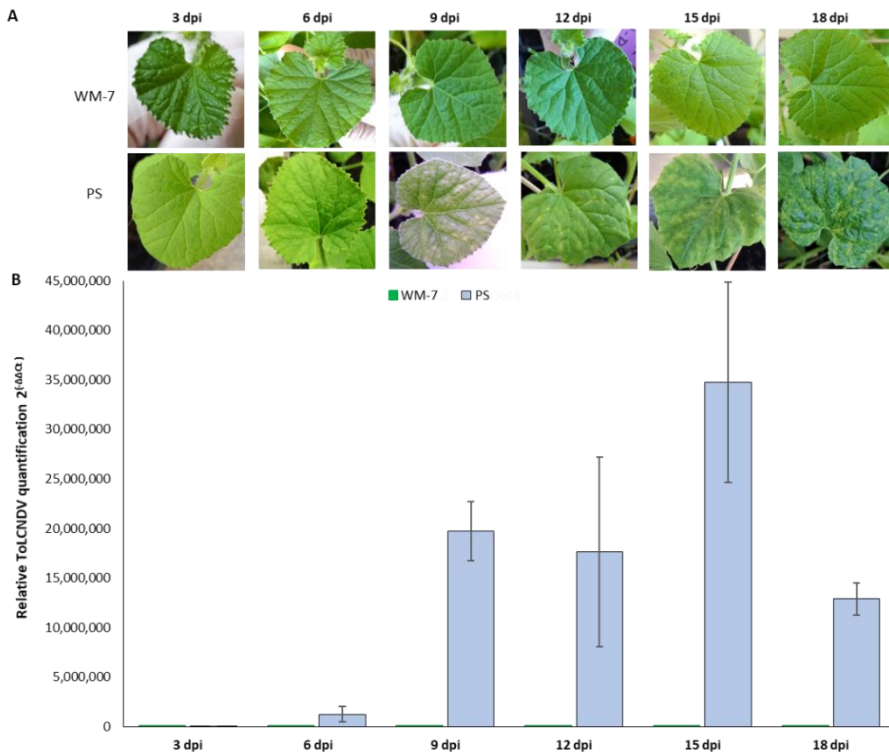 A
3 dpi 6 dpi 9 dpi 12 dpi 15 dpi 18 dpi
WM-7
PS
B
WM-7 PS
Relative ToLCNDV quantification 2^(-ΔΔCt)
45,000,000
40,000,000
35,000,000
30,000,000
25,000,000
20,000,000
15,000,000
10,000,000
5,000,000
0
3 dpi 6 dpi 9 dpi 12 dpi 15 dpi 18 dpi